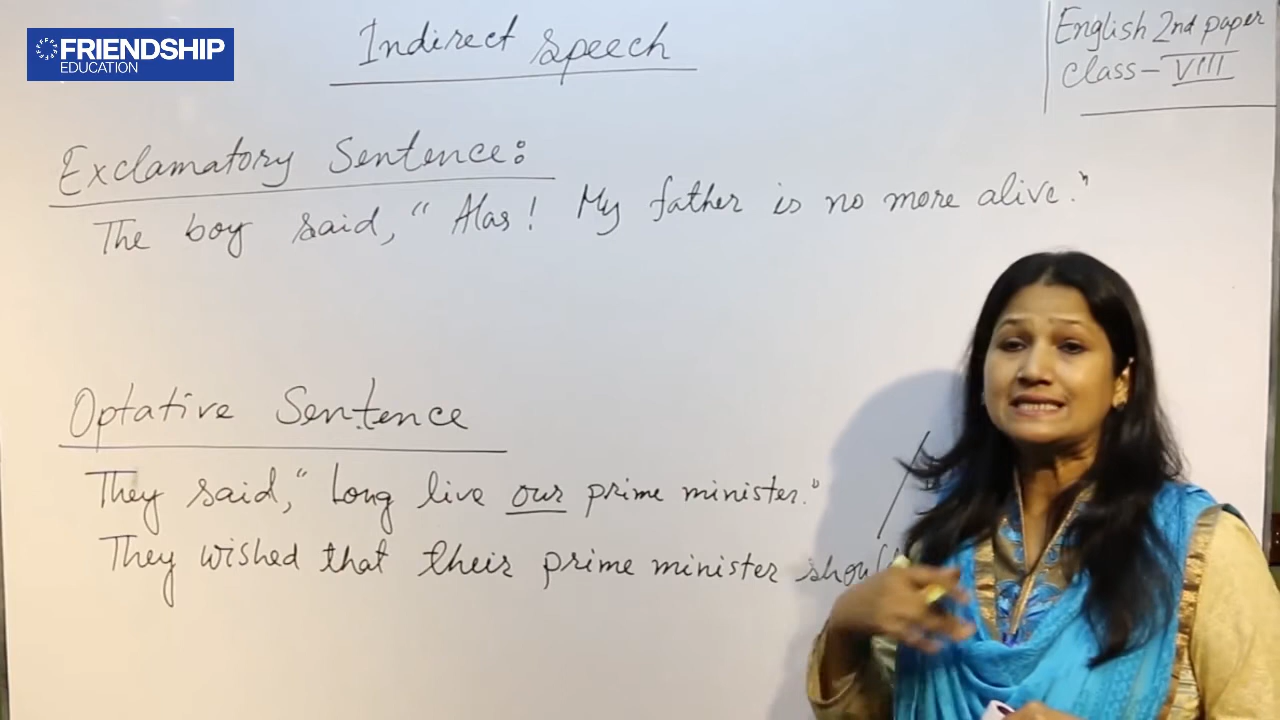 FRIENDSHIP
EDUCATION
Indirect speech
English 2nd paper
class-VIII
Exclamatory Sentence:
The boy said, "Alas! My father is no more alive."
Optative Sentence
They said, "Long live our prime minister."
They wished that their prime minister